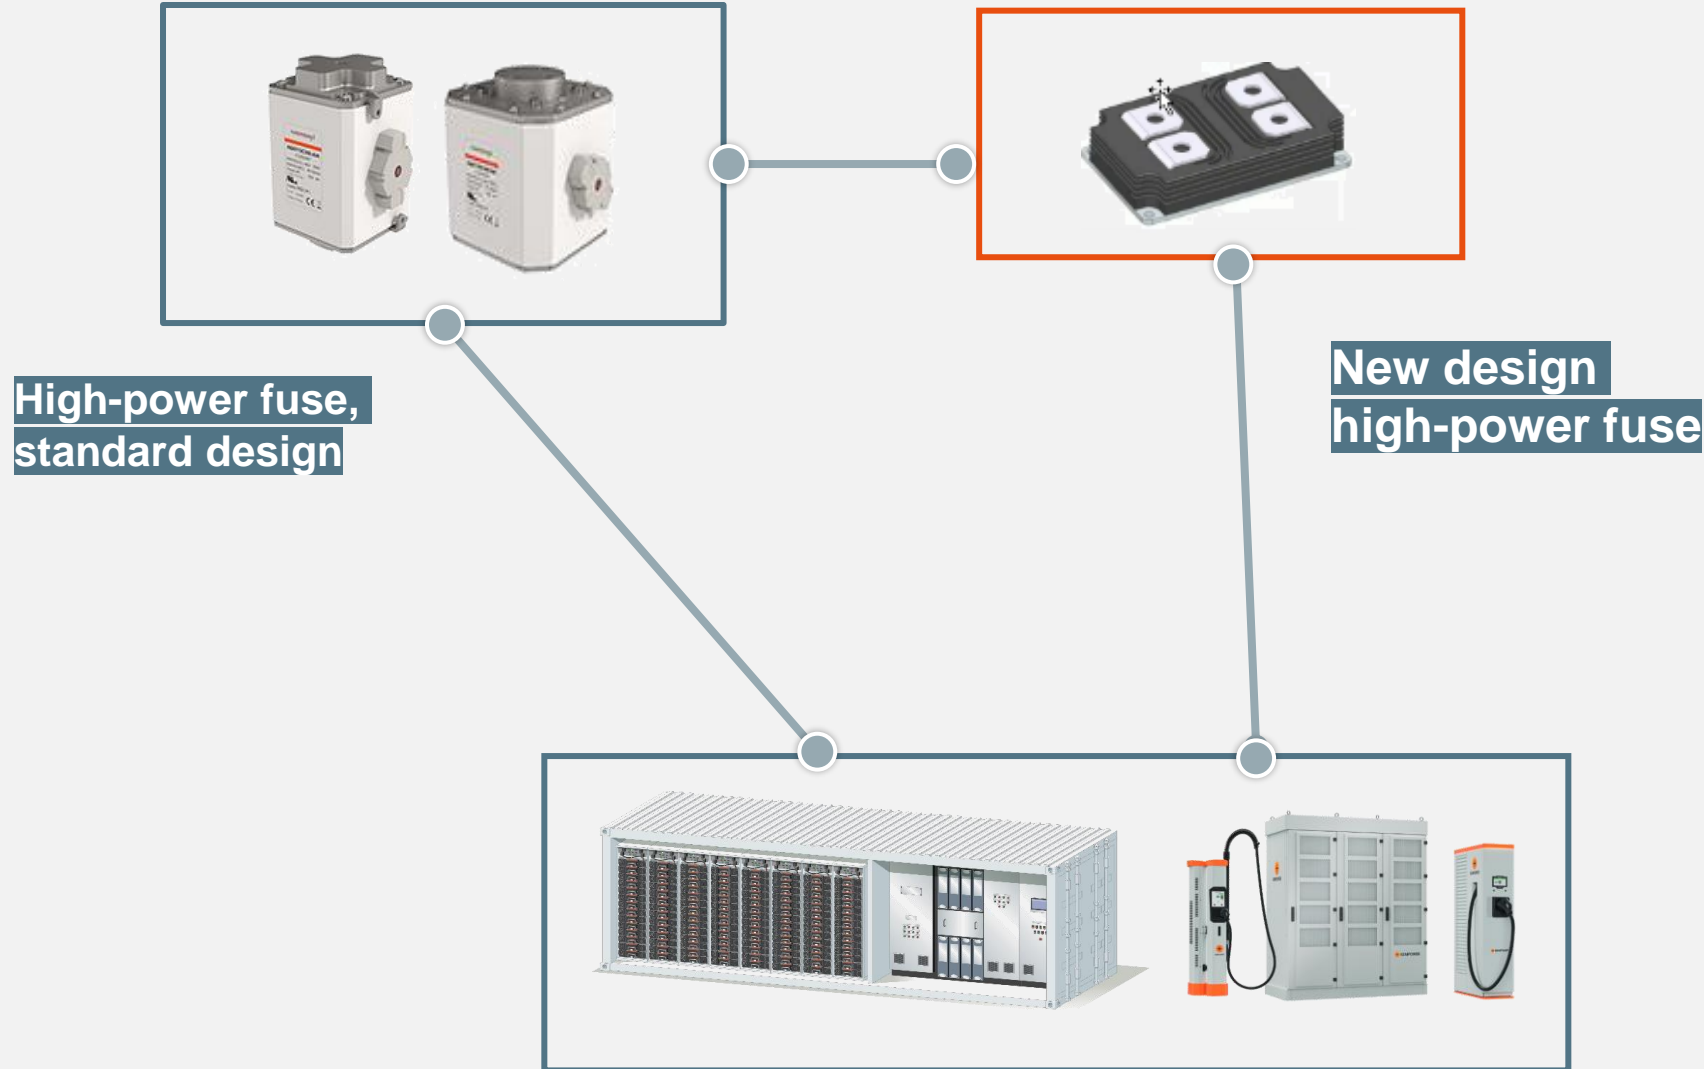 High-power fuse,
standard design
New design
high-power fuse